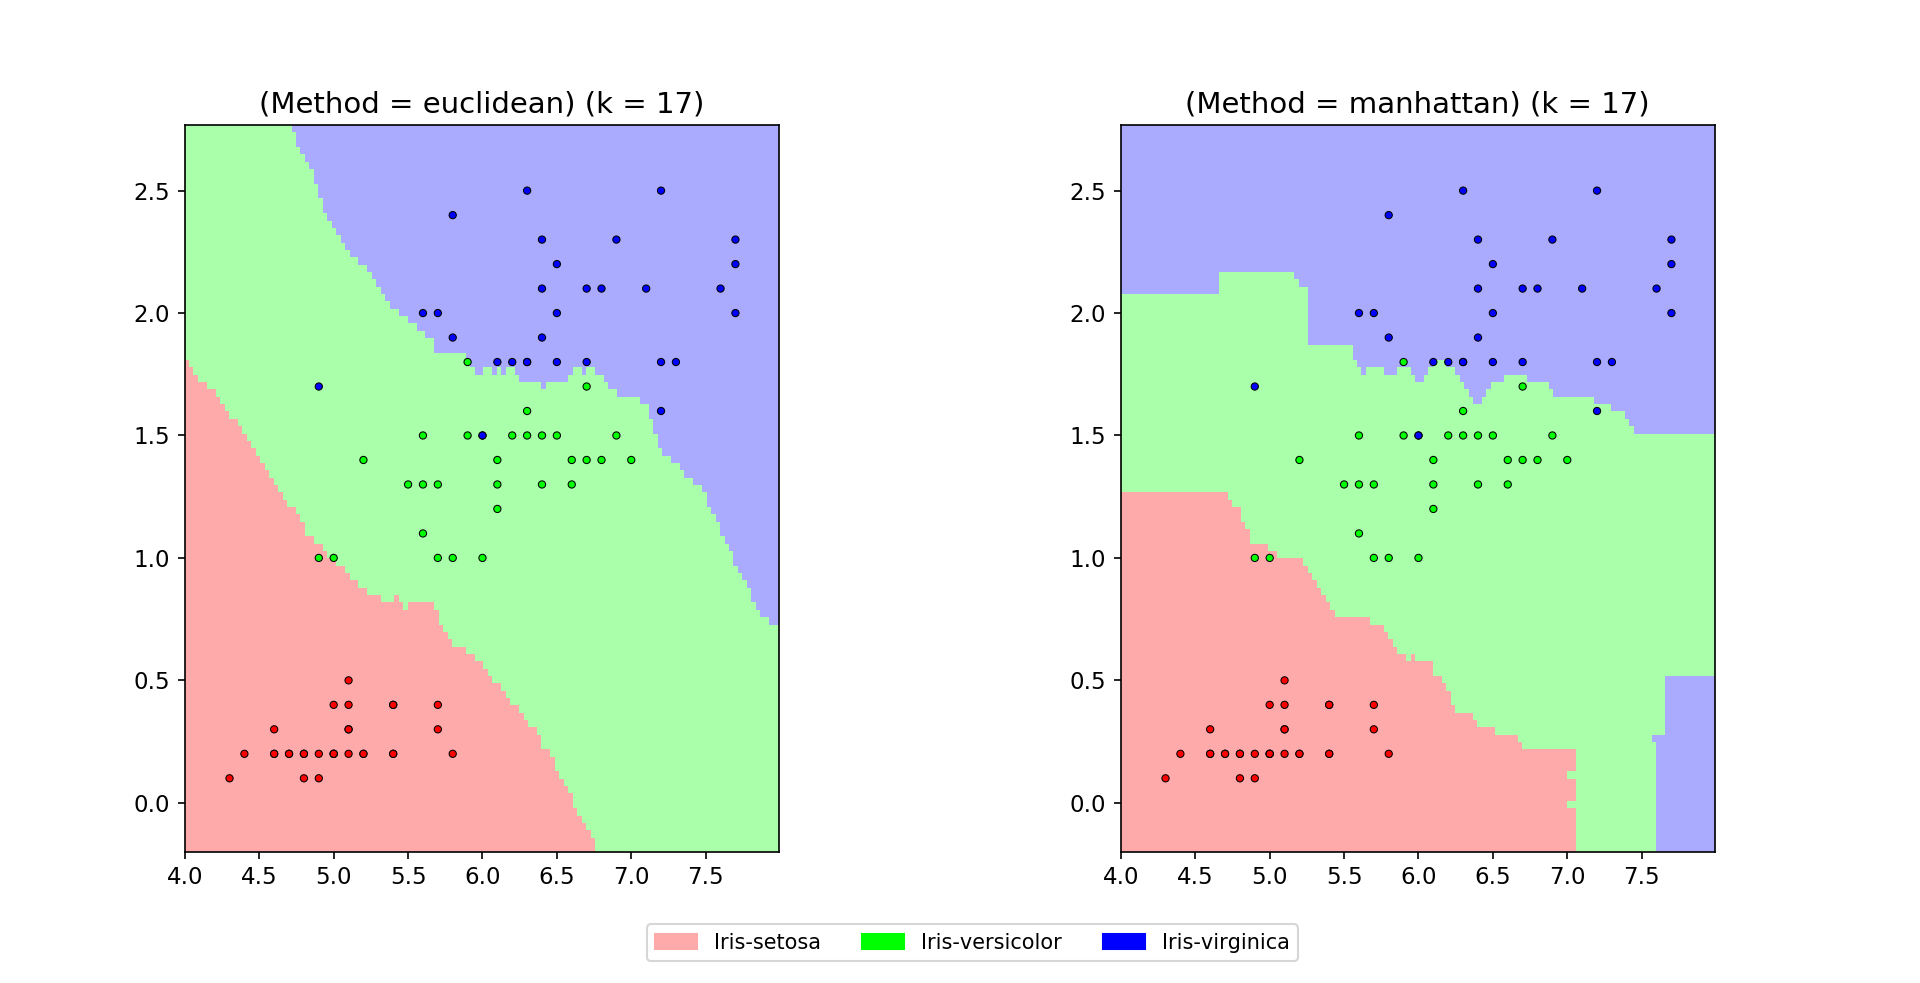 (Method = euclidean) (k = 17)
2.5
2.0
1.5
1.0
0.5
0.0
4.0 4.5 5.0 5.5 6.0 6.5 7.0 7.5
(Method = manhattan) (k = 17)
2.5
2.0
1.5
1.0
0.5
0.0
4.0 4.5 5.0 5.5 6.0 6.5 7.0 7.5
Iris-setosa Iris-versicolor Iris-virginica